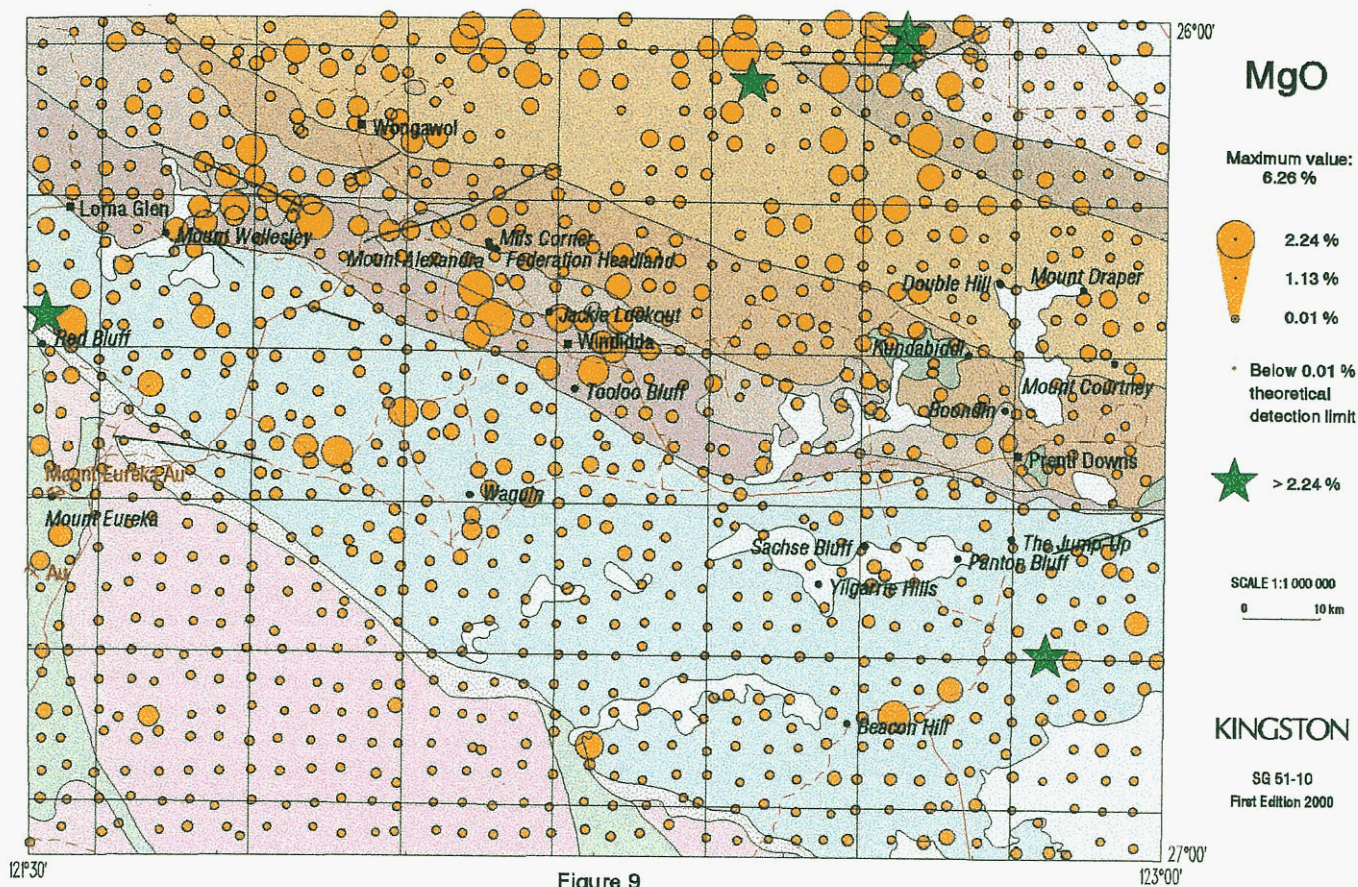 26°00'
MgO
Maximum value:
6.26 %
2.24 %
1.13 %
0.01 %
Below 0.01 %
theoretical
detection limit
> 2.24 %
SCALE 1:1 000 000
0 10 km
KINGSTON
SG 51-10
First Edition 2000
Wongawol
Lorna Glen
Mount Wellesley
Mils Corner
Mount Alexandra
Federation Headland
Double Hill
Mount Draper
Jackie Lookout
Red Bluff
Windidda
Kundabiddi
Tooloo Bluff
Mount Courtney
Boondin
Prenti Downs
Mount Eureka Au
Waguin
Mount Eureka
Sachse Bluff
The Jump-Up
Panton Bluff
Au
Yilgarrie Hills
Beacon Hill
121°30'
27°00'
123°00'
Figure 9